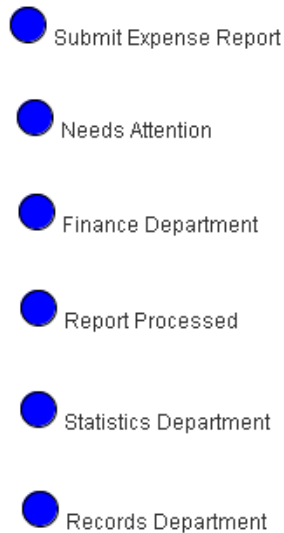 Submit Expense Report
Needs Attention
Finance Department
Report Processed
Statistics Department
Records Department